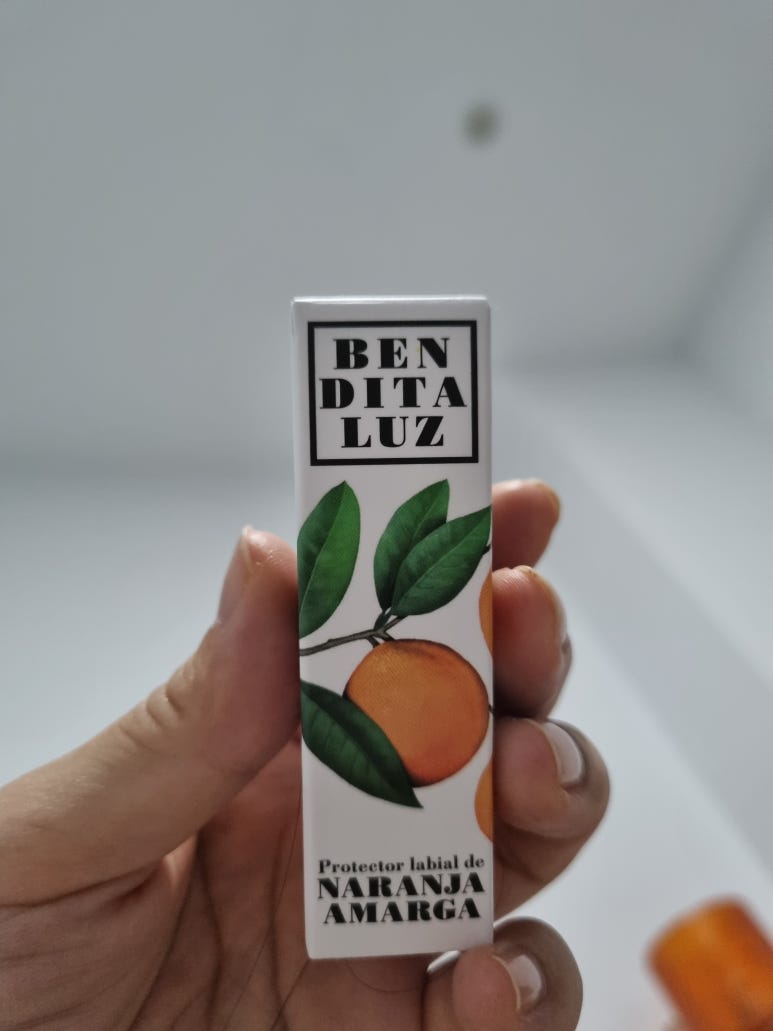 BEN
DITA
LUZ
Protector labial de
NARANJA
AMARGA